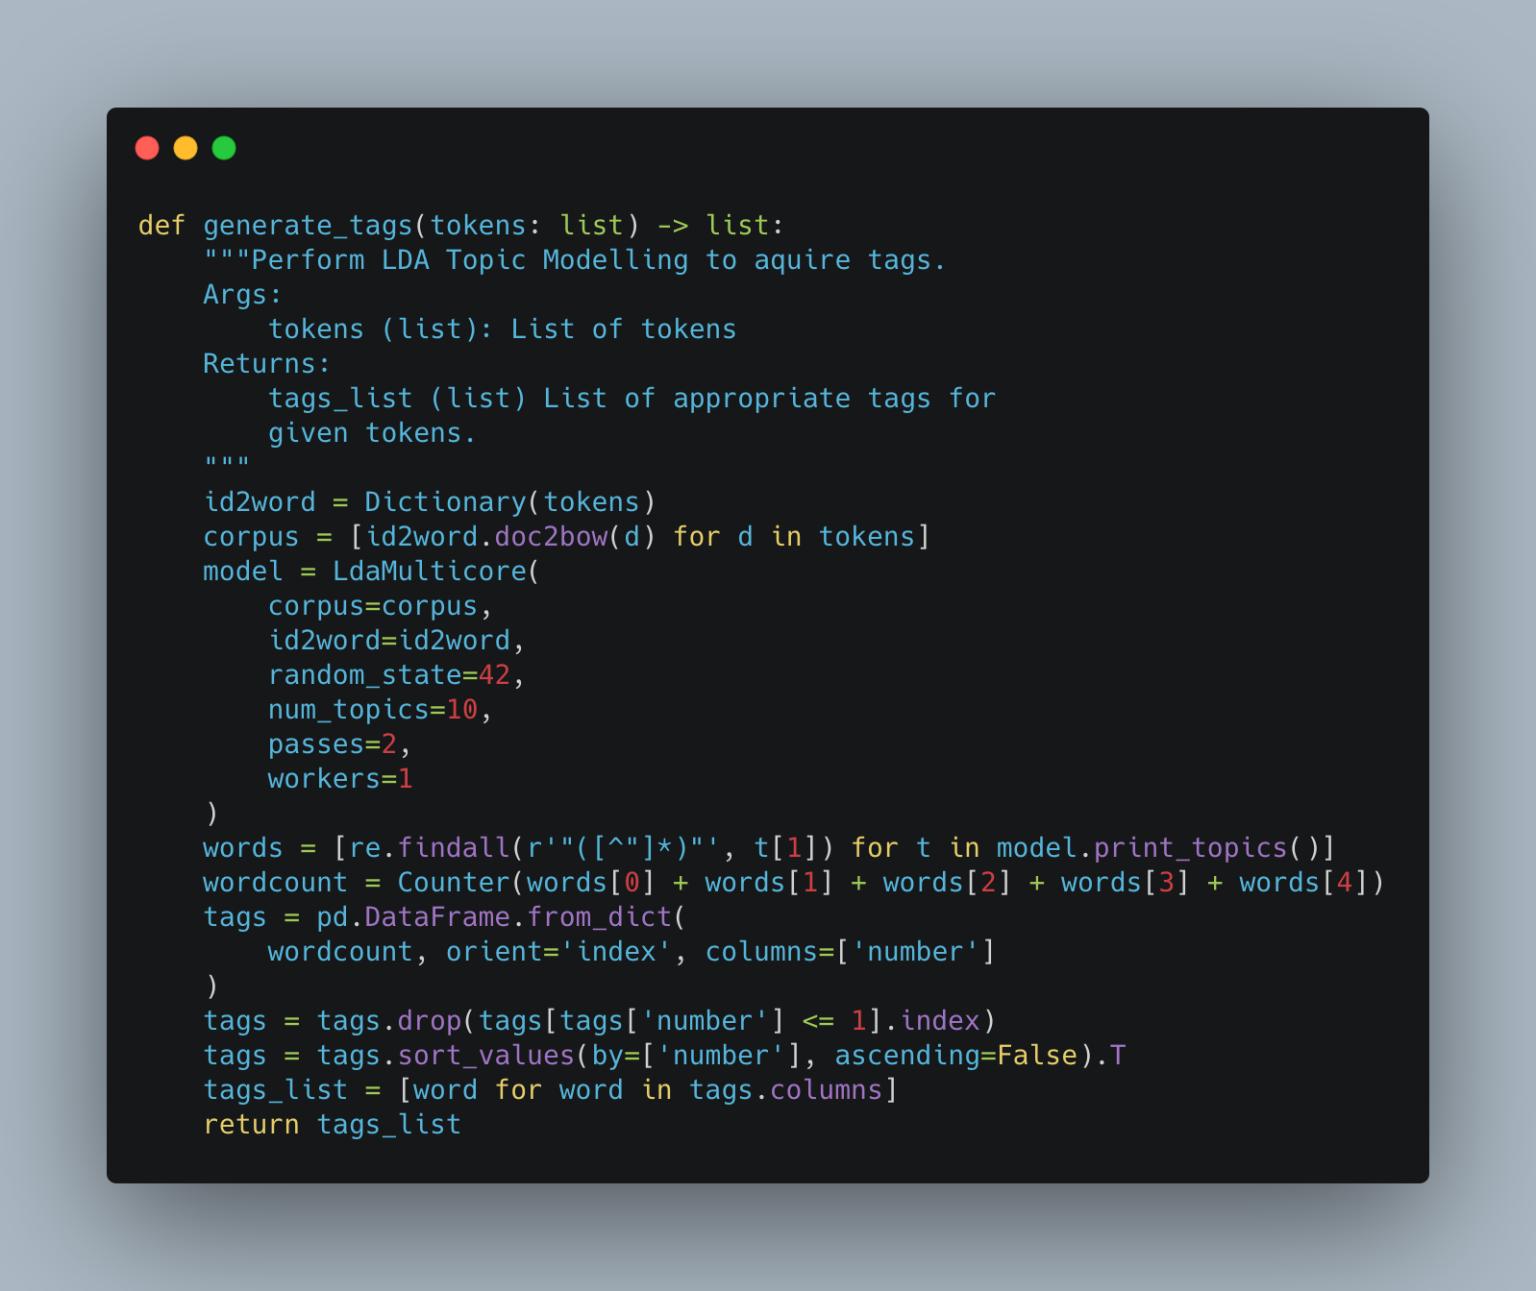 def generate_tags(tokens: list) -> list:
    """Perform LDA Topic Modelling to aquire tags.
    Args:
        tokens (list): List of tokens
    Returns:
        tags_list (list) List of appropriate tags for
        given tokens.
    """
    id2word = Dictionary(tokens)
    corpus = [id2word.doc2bow(d) for d in tokens]
    model = LdaMulticore(
        corpus=corpus,
        id2word=id2word,
        random_state=42,
        num_topics=10,
        passes=2,
        workers=1
    )
    words = [re.findall(r'"([^"]*)"', t[1]) for t in model.print_topics()]
    wordcount = Counter(words[0] + words[1] + words[2] + words[3] + words[4])
    tags = pd.DataFrame.from_dict(
        wordcount, orient='index', columns=['number']
    )
    tags = tags.drop(tags[tags['number'] <= 1].index)
    tags = tags.sort_values(by=['number'], ascending=False).T
    tags_list = [word for word in tags.columns]
    return tags_list